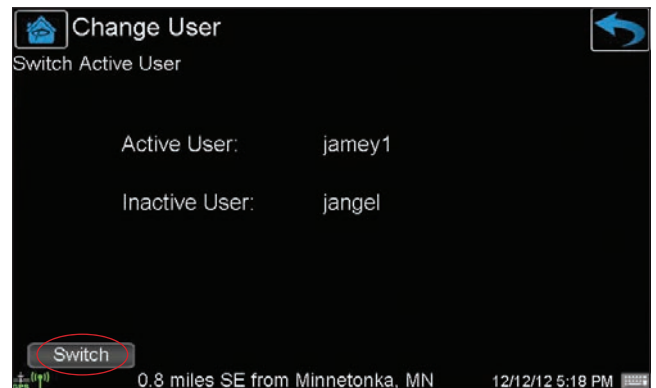 Change User
Switch Active User
Active User: jamey1
Inactive User: jangel
Switch
GPS 0.8 miles SE from Minnetonka, MN 12/12/12 5:18 PM